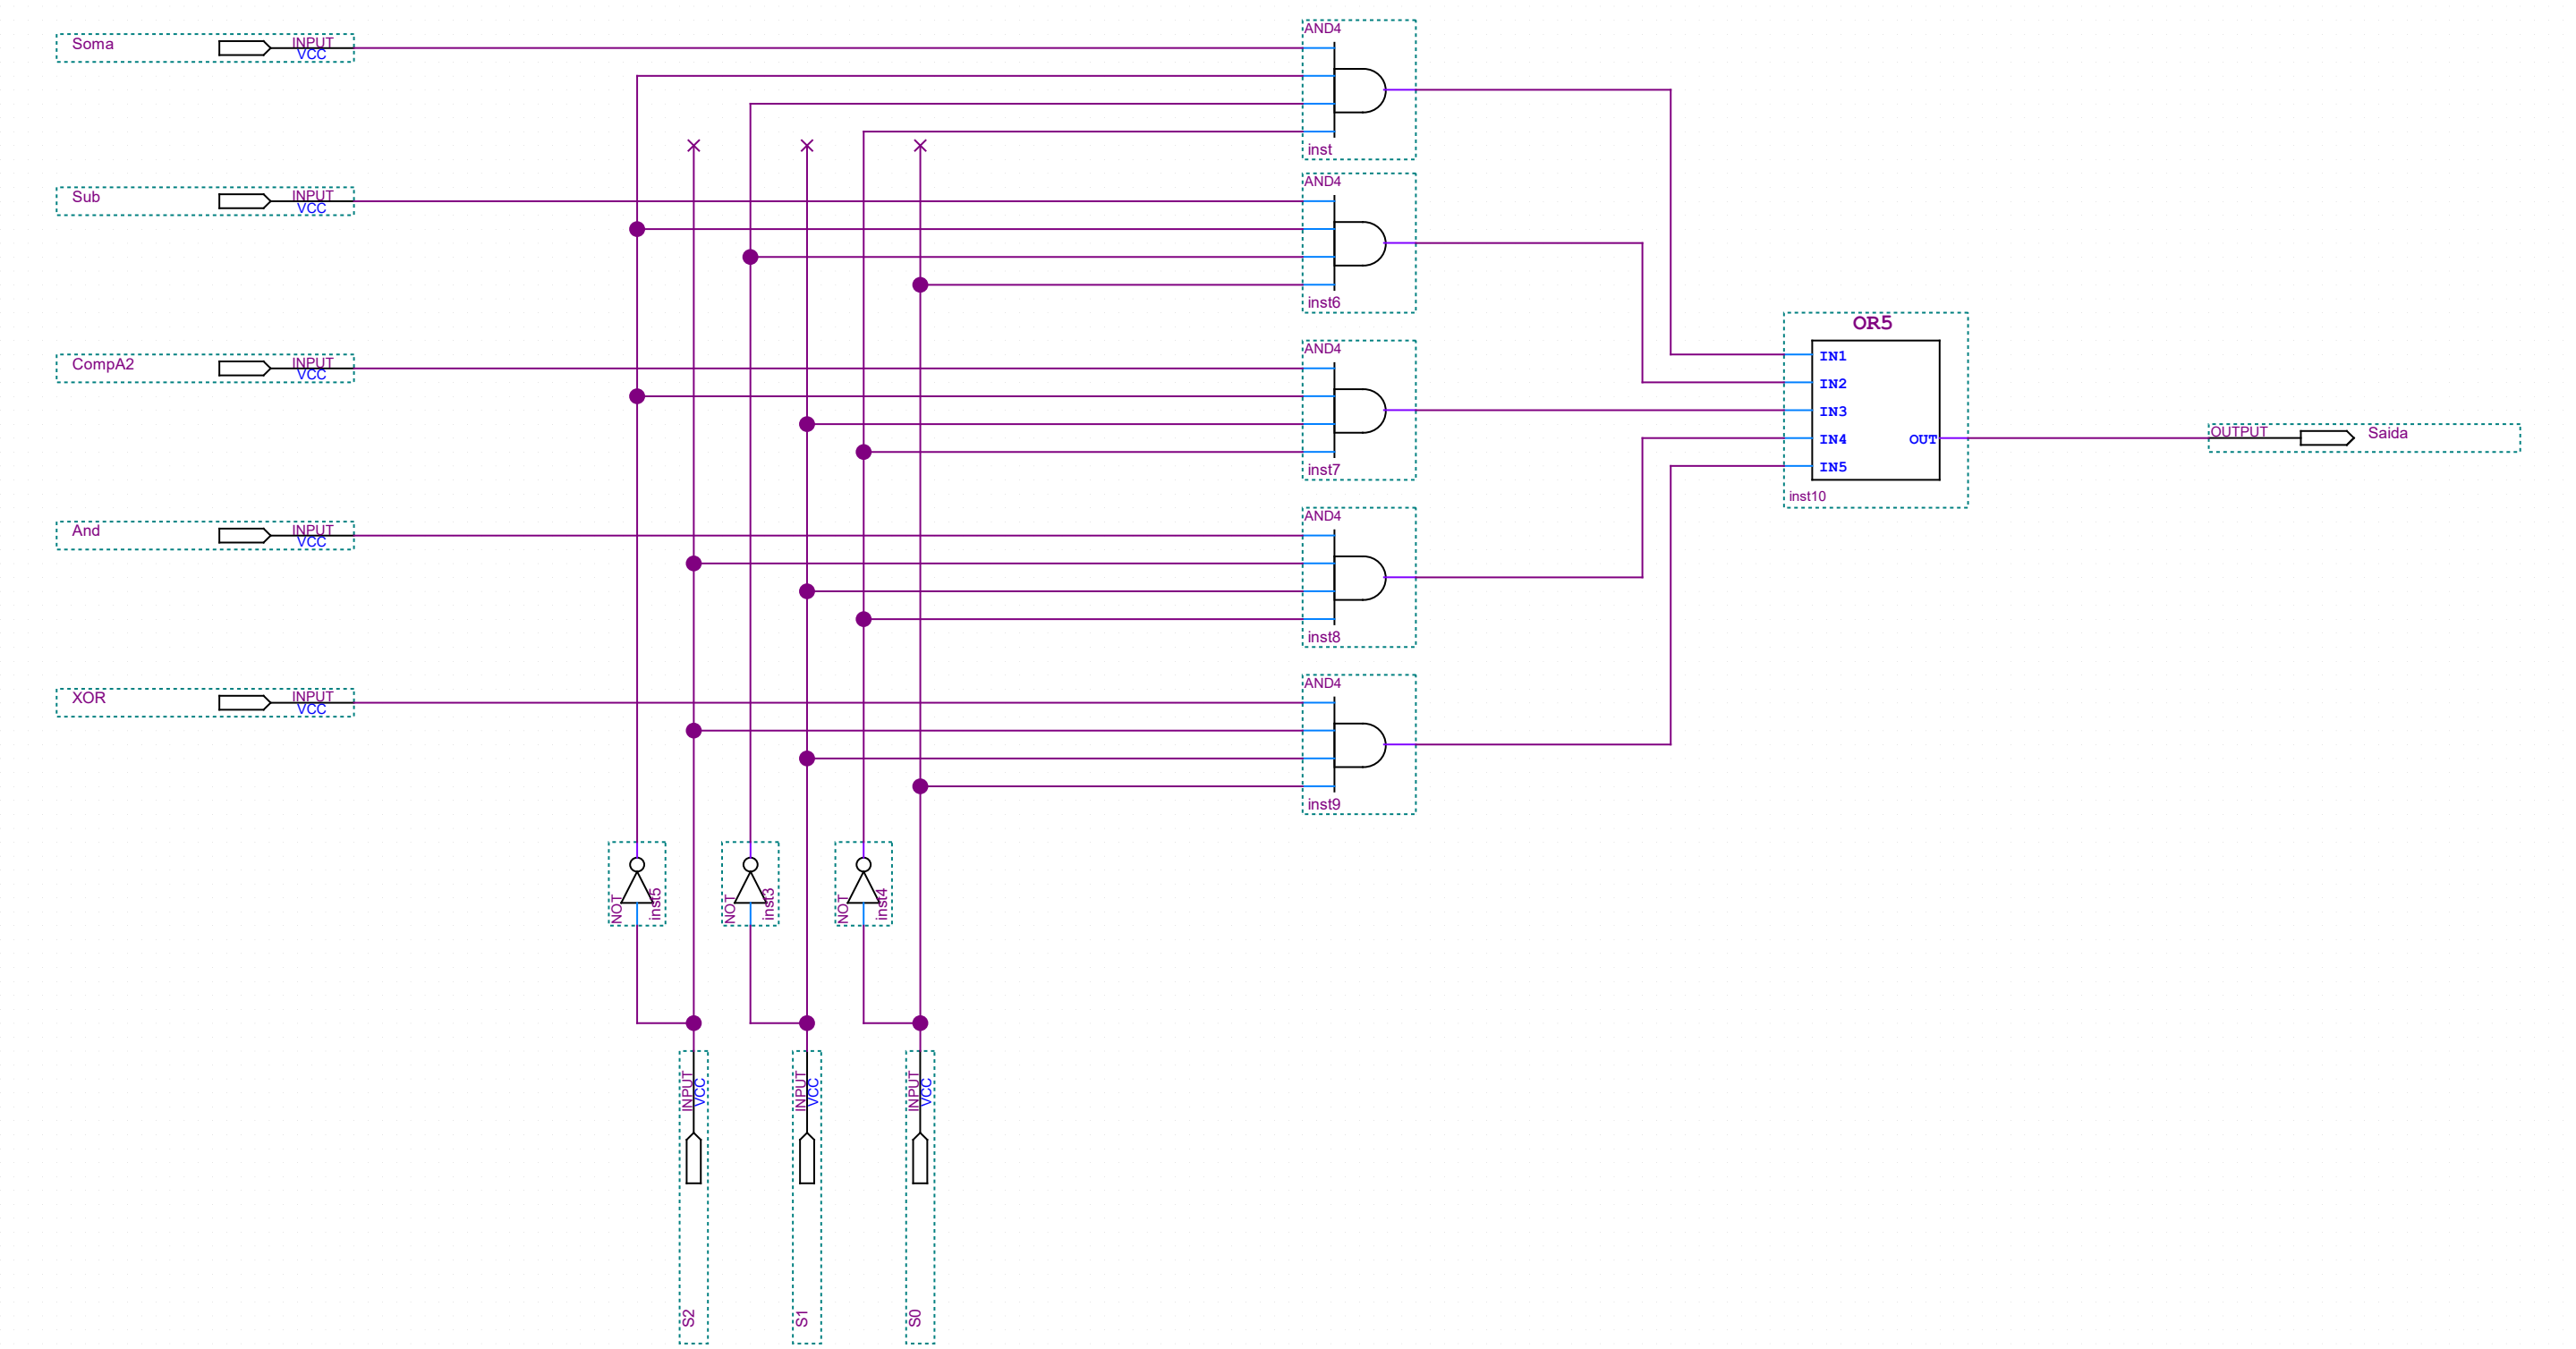 AND4
Soma
INPUT
VCC
inst
AND4
Sub
INPUT
VCC
inst6
OR5
AND4
CompA2
INPUT
VCC
IN1
IN2
IN3
IN4
IN5
OUT
OUTPUT
Saida
inst7
inst10
AND4
And
INPUT
VCC
inst8
AND4
XOR
INPUT
VCC
inst9
NOT
inst5
NOT
inst3
NOT
inst4
INPUT
VCC
INPUT
VCC
INPUT
VCC
S2
S1
S0